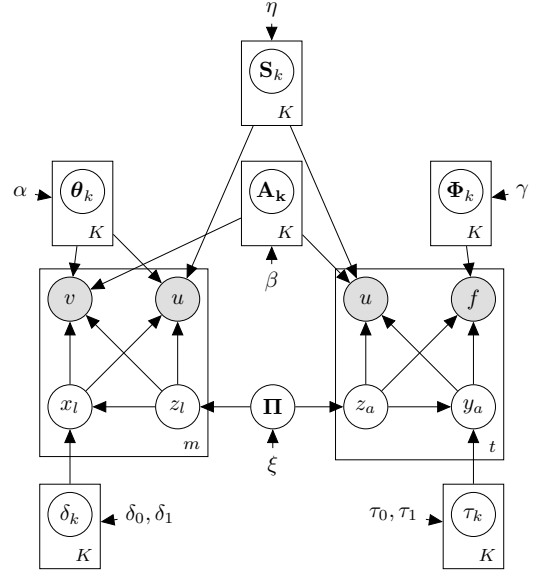 η
S_k
K
α θ_k A_k Φ_k γ
K K K
β
v u u f
x_l z_l Π z_a y_a
m t
ξ
δ_k δ_0, δ_1 τ_0, τ_1 τ_k
K K